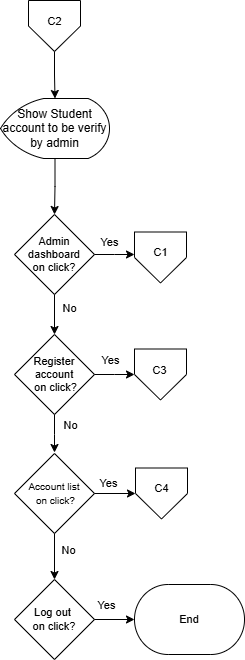 C2
Show Student
account to be verify
by admin
Admin
dashboard
on click?
Yes
C1
No
Register
account
on click?
Yes
C3
No
Account list
on click?
Yes
C4
No
Log out
on click?
Yes
End